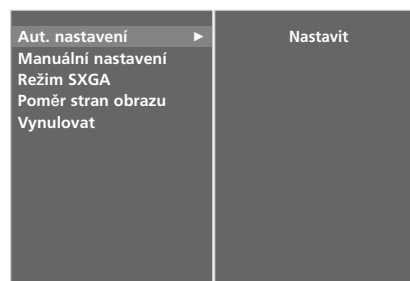 Aut. nastavení ►
Nastavit
Manuální nastavení
Režim SXGA
Poměr stran obrazu
Vynulovat